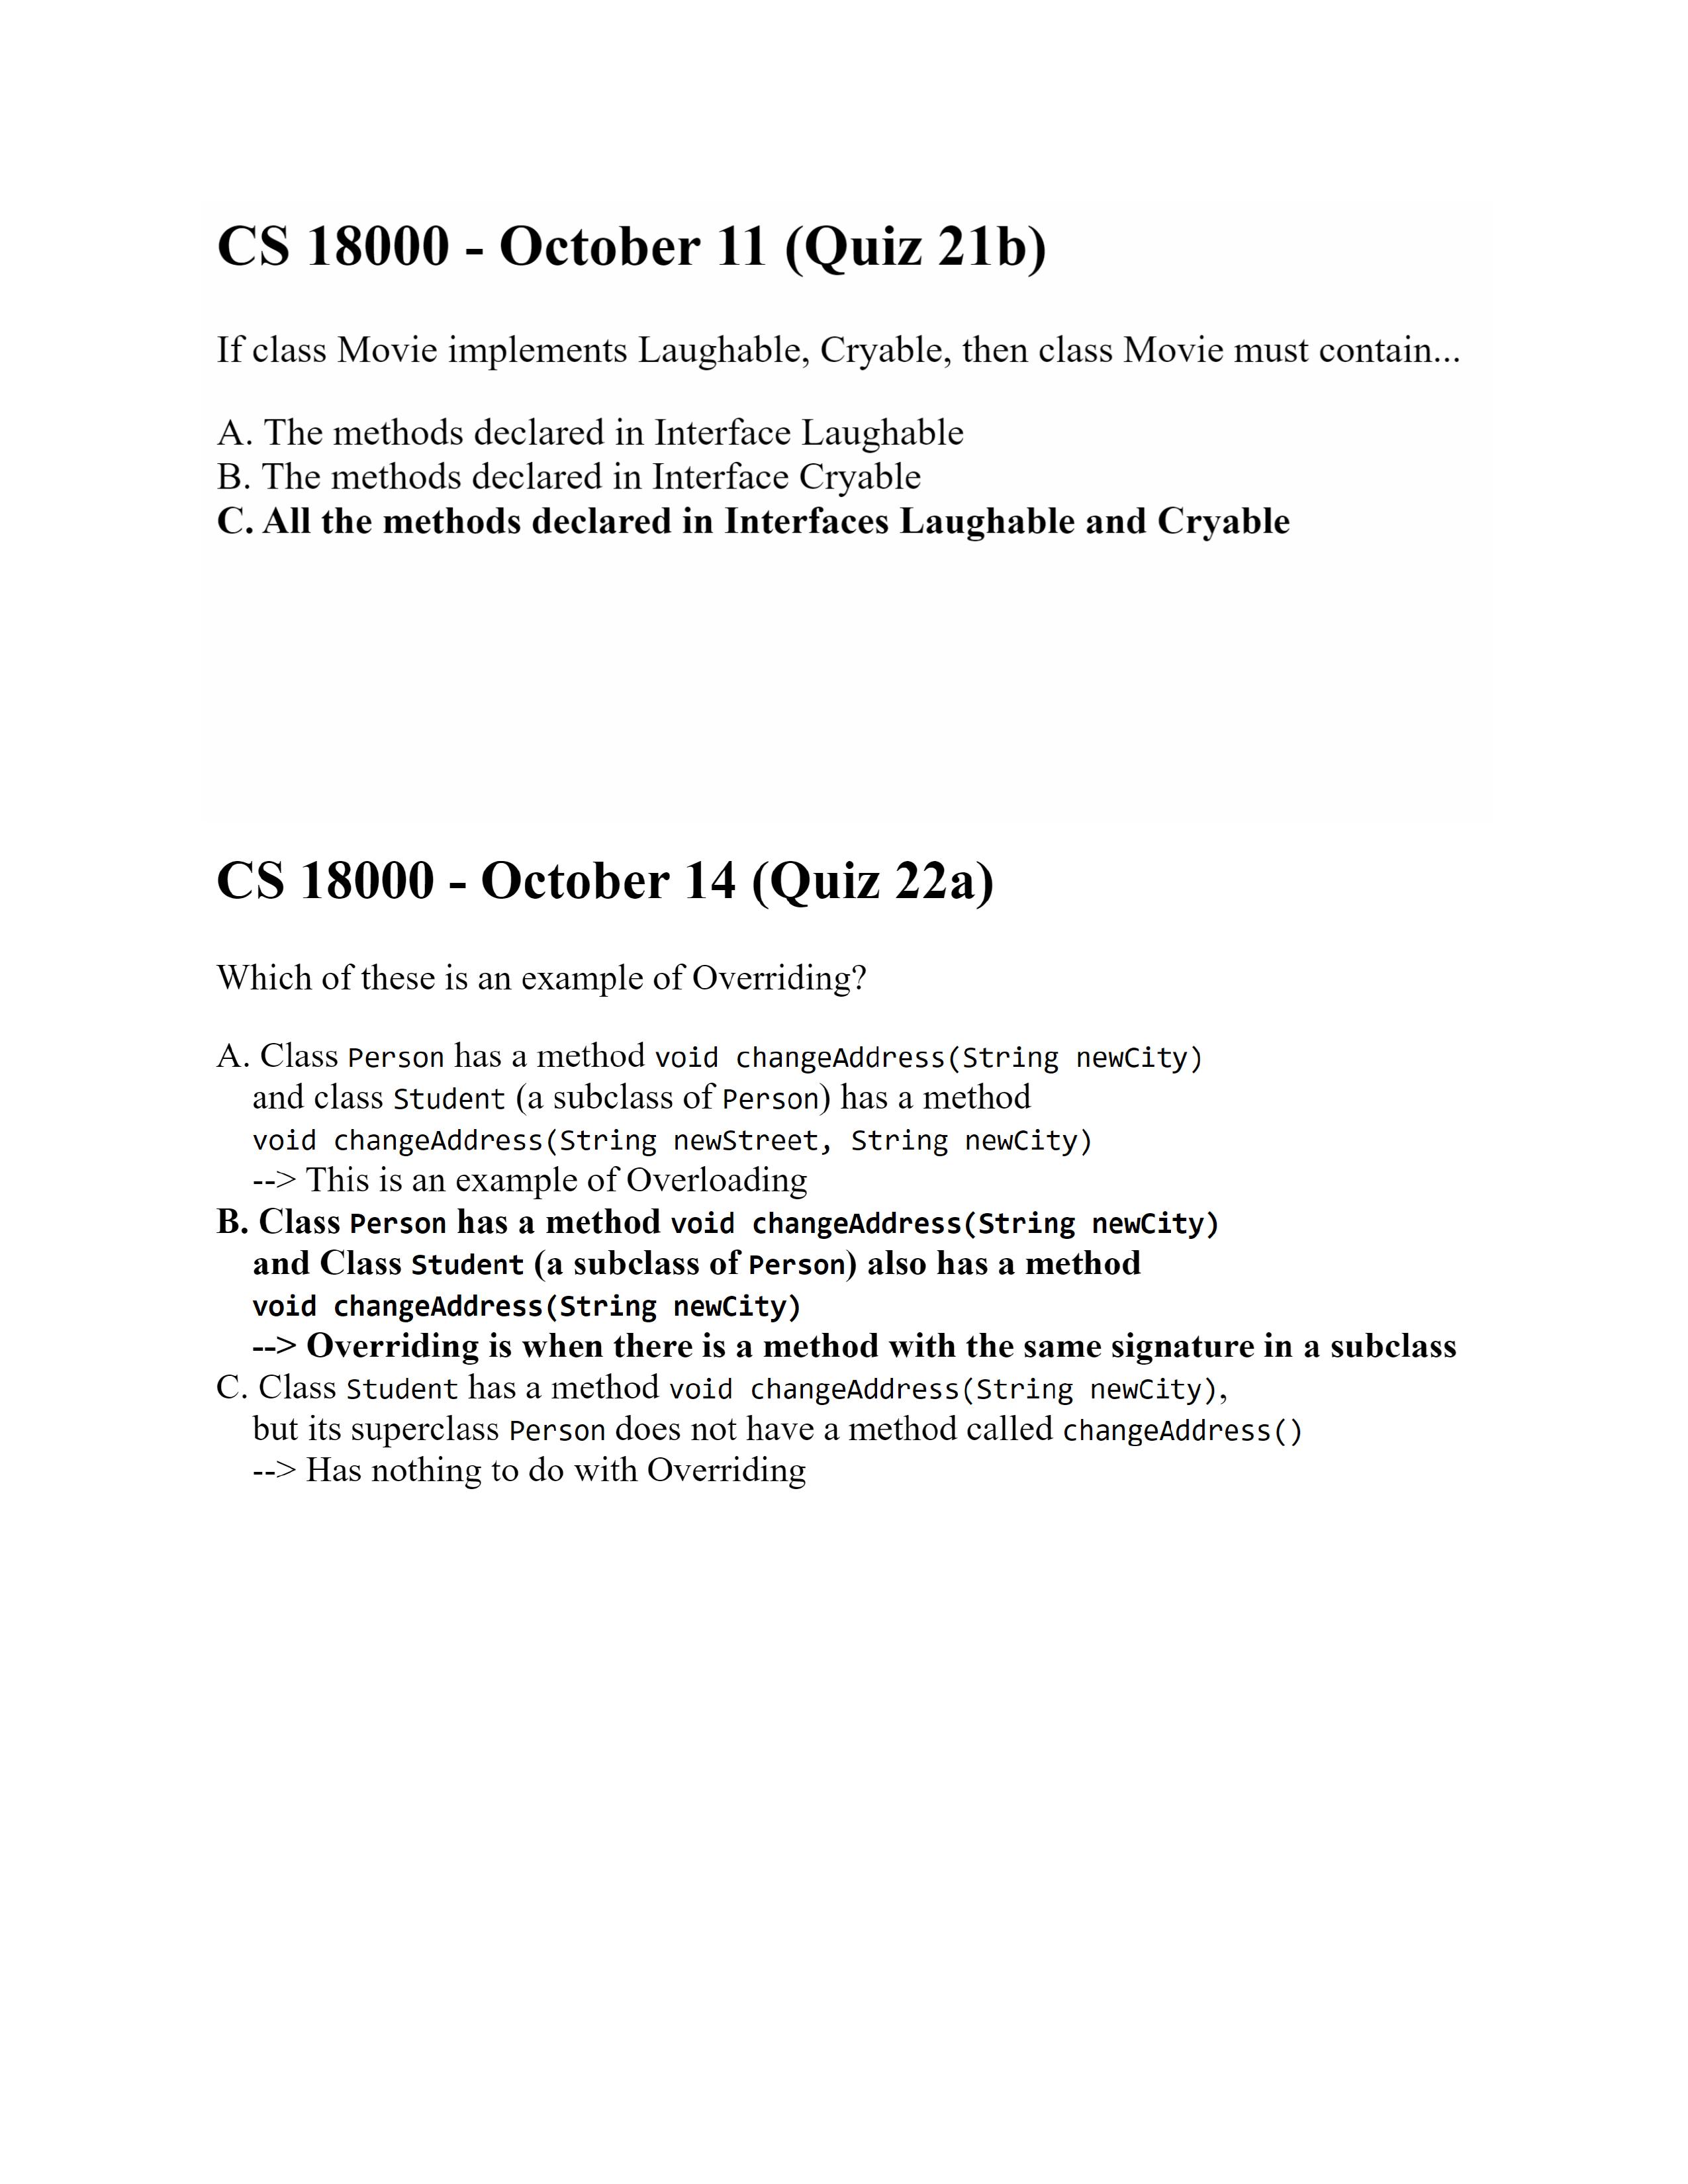 CS 18000 - October 11 (Quiz 21b)
If class Movie implements Laughable, Cryable, then class Movie must contain...
A. The methods declared in Interface Laughable
B. The methods declared in Interface Cryable
C. All the methods declared in Interfaces Laughable and Cryable
CS 18000 - October 14 (Quiz 22a)
Which of these is an example of Overriding?
A. Class Person has a method void changeAddress(String newCity)
and class Student (a subclass of Person) has a method
void changeAddress(String newStreet, String newCity)
--> This is an example of Overloading
B. Class Person has a method void changeAddress(String newCity)
and Class Student (a subclass of Person) also has a method
void changeAddress(String newCity)
--> Overriding is when there is a method with the same signature in a subclass
C. Class Student has a method void changeAddress(String newCity),
but its superclass Person does not have a method called changeAddress()
--> Has nothing to do with Overriding